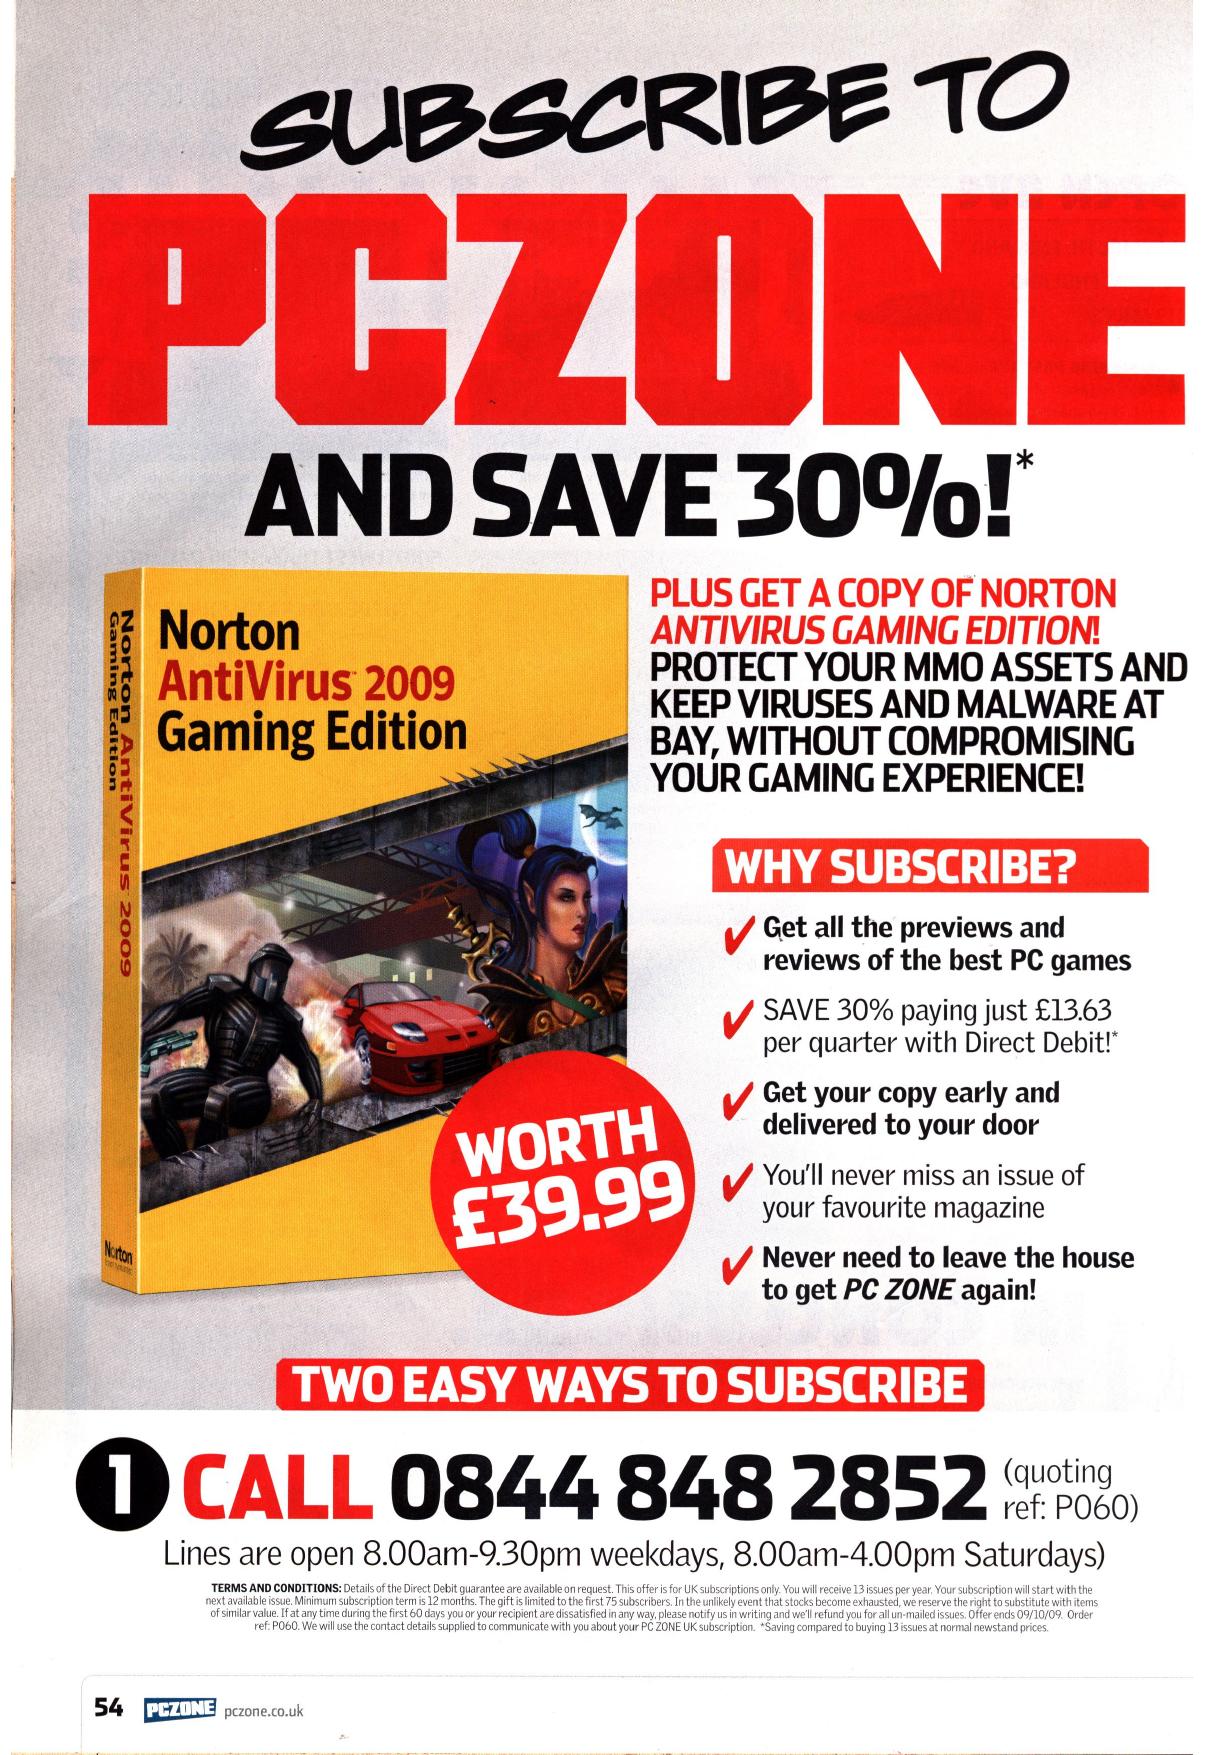 SUBSCRIBE TO
PCZONE
AND SAVE 30%!*
Norton AntiVirus 2009
Gaming Edition
Norton
Norton
AntiVirus™ 2009
Gaming Edition
WORTH
£39.99
PLUS GET A COPY OF NORTON
ANTIVIRUS GAMING EDITION!
PROTECT YOUR MMO ASSETS AND
KEEP VIRUSES AND MALWARE AT
BAY, WITHOUT COMPROMISING
YOUR GAMING EXPERIENCE!
WHY SUBSCRIBE?
✔ Get all the previews and
reviews of the best PC games
✔ SAVE 30% paying just £13.63
per quarter with Direct Debit!*
✔ Get your copy early and
delivered to your door
✔ You'll never miss an issue of
your favourite magazine
✔ Never need to leave the house
to get PC ZONE again!
TWO EASY WAYS TO SUBSCRIBE
1 CALL 0844 848 2852 (quoting
ref: P060)
Lines are open 8.00am-9.30pm weekdays, 8.00am-4.00pm Saturdays)
TERMS AND CONDITIONS: Details of the Direct Debit guarantee are available on request. This offer is for UK subscriptions only. You will receive 13 issues per year. Your subscription will start with the
next available issue. Minimum subscription term is 12 months. The gift is limited to the first 75 subscribers. In the unlikely event that stocks become exhausted, we reserve the right to substitute with items
of similar value. If at any time during the first 60 days you or your recipient are dissatisfied in any way, please notify us in writing and we'll refund you for all un-mailed issues. Offer ends 09/10/09. Order
ref: P060. We will use the contact details supplied to communicate with you about your PC ZONE UK subscription. *Saving compared to buying 13 issues at normal newstand prices.
54 PCZONE pczone.co.uk